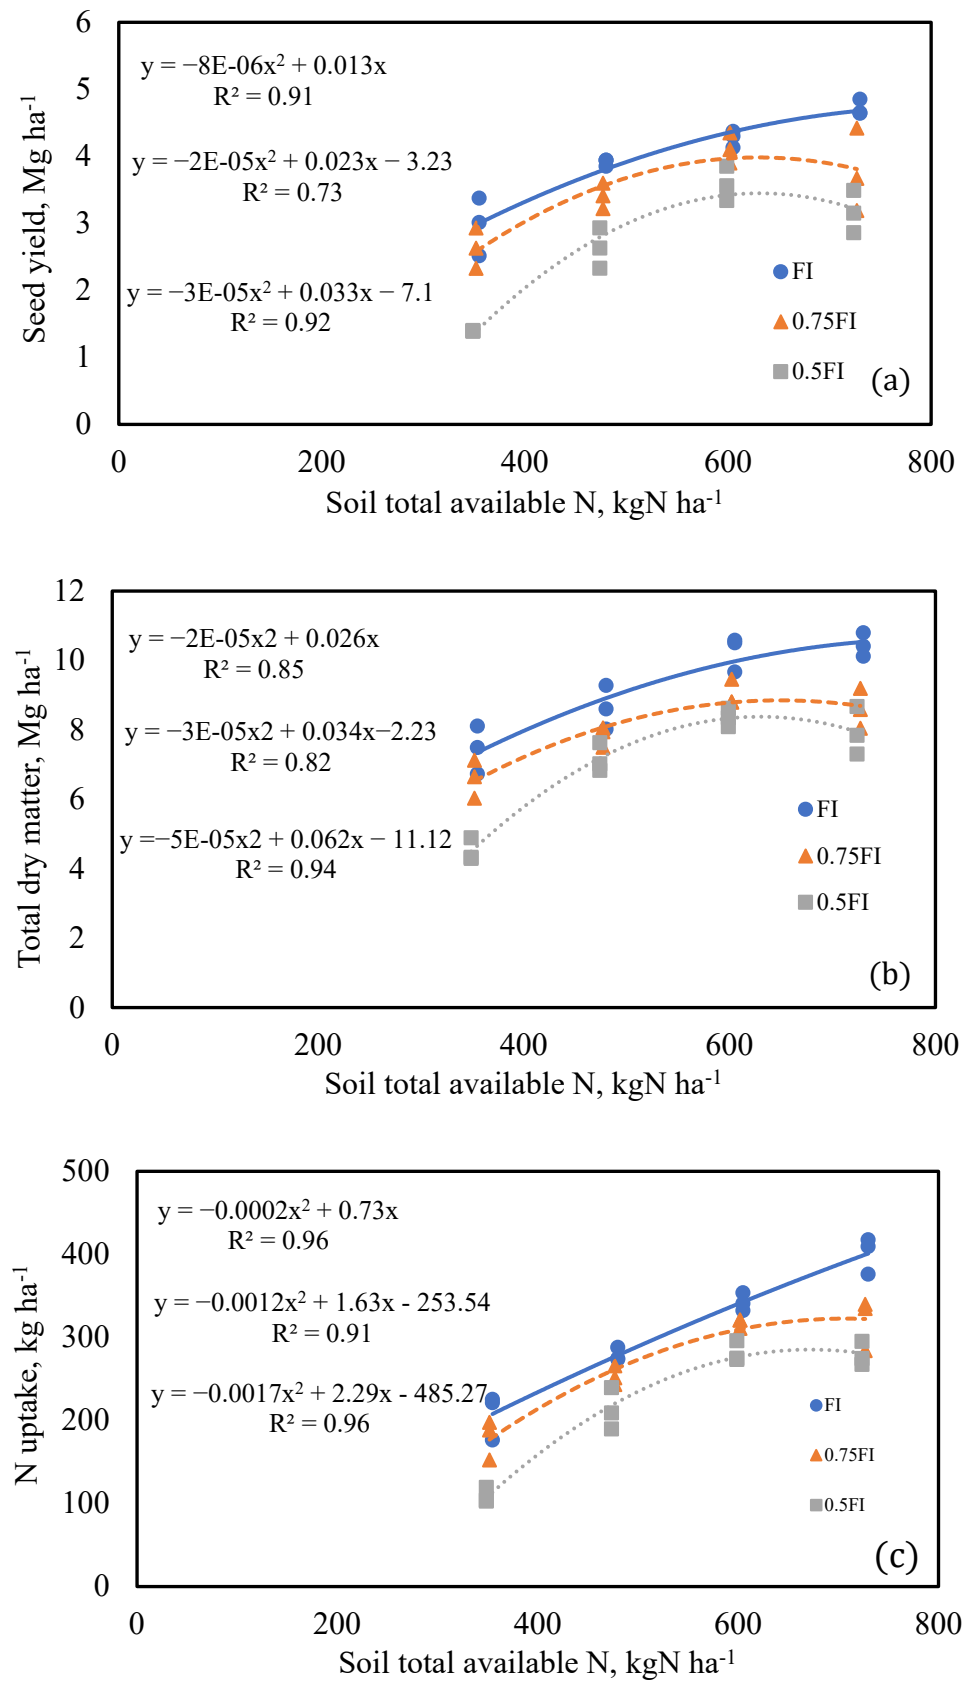 6
5
4
3
2
1
0
Seed yield, Mg ha⁻¹
y = −8E-06x² + 0.013x
R² = 0.91
y = −2E-05x² + 0.023x − 3.23
R² = 0.73
y = −3E-05x² + 0.033x − 7.1
R² = 0.92
FI
0.75FI
0.5FI
(a)
0 200 400 600 800
Soil total available N, kgN ha⁻¹
12
10
8
6
4
2
0
Total dry matter, Mg ha⁻¹
y = −2E-05x2 + 0.026x
R² = 0.85
y = −3E-05x2 + 0.034x−2.23
R² = 0.82
y =−5E-05x2 + 0.062x − 11.12
R² = 0.94
FI
0.75FI
0.5FI
(b)
0 200 400 600 800
Soil total available N, kgN ha⁻¹
500
400
300
200
100
0
N uptake, kg ha⁻¹
y = −0.0002x² + 0.73x
R² = 0.96
y = −0.0012x² + 1.63x - 253.54
R² = 0.91
y = −0.0017x² + 2.29x - 485.27
R² = 0.96
FI
0.75FI
0.5FI
(c)
0 200 400 600 800
Soil total available N, kgN ha⁻¹